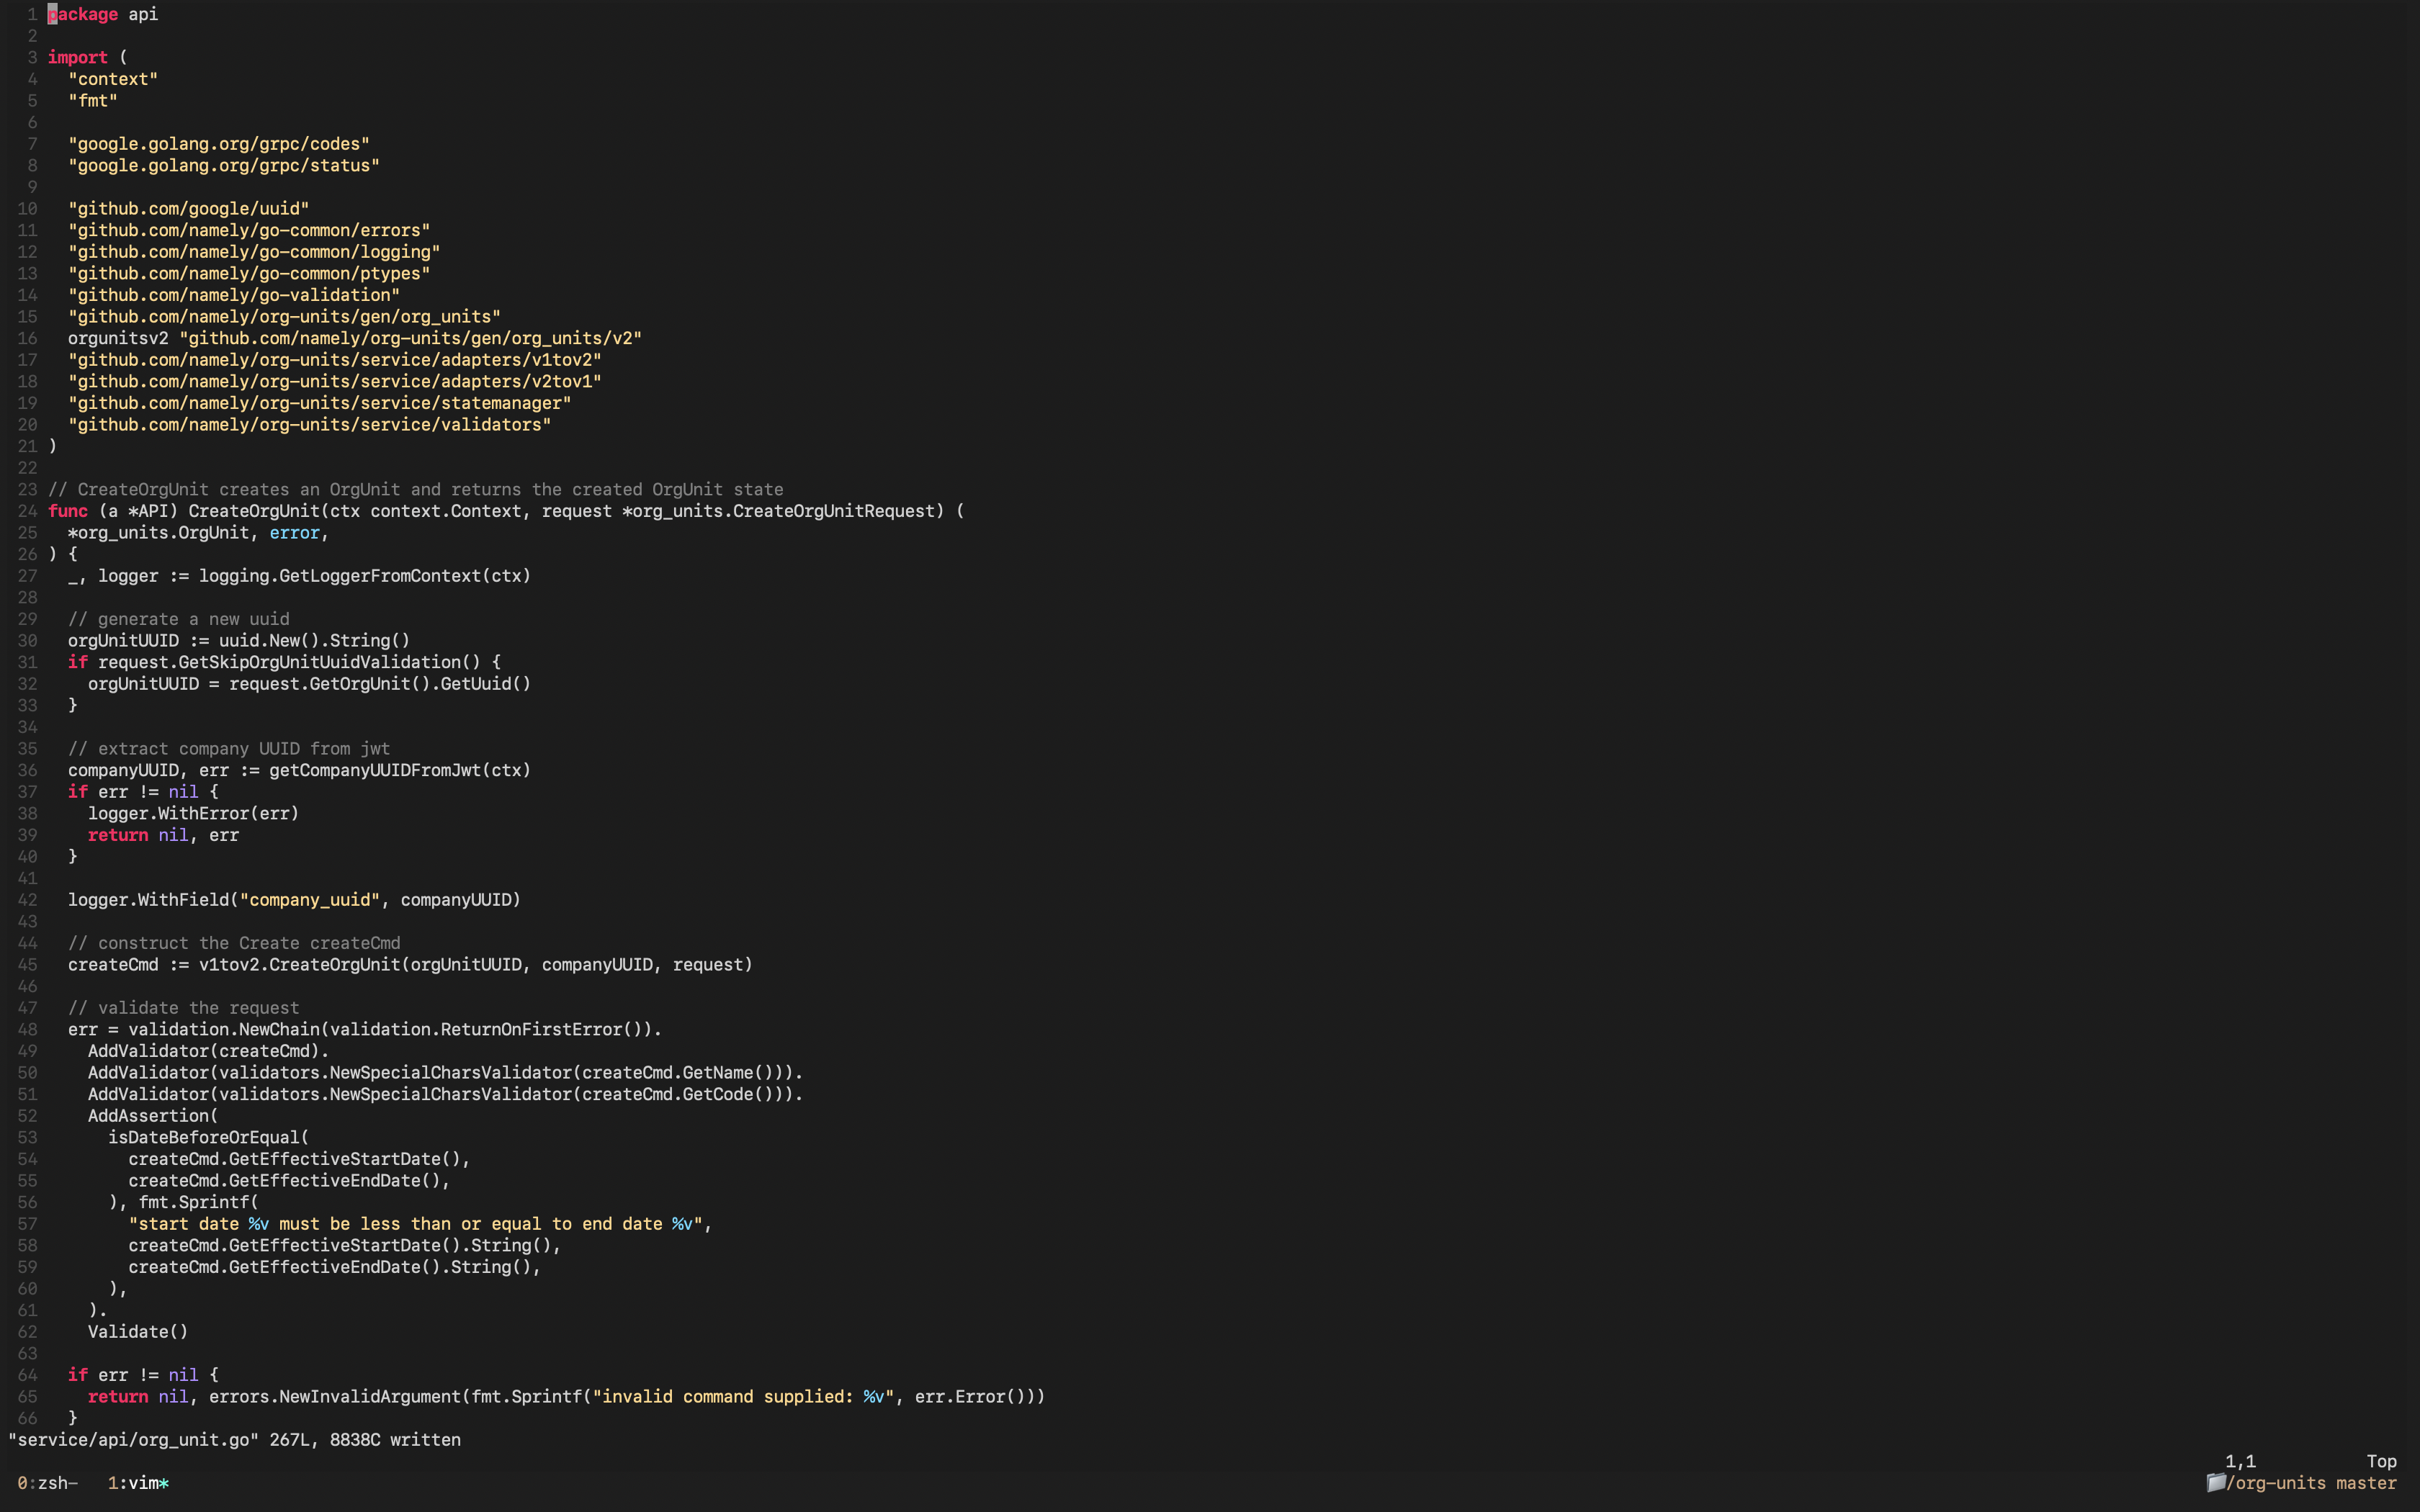 1 package api
2
3 import (
4   "context"
5   "fmt"
6
7   "google.golang.org/grpc/codes"
8   "google.golang.org/grpc/status"
9
10   "github.com/google/uuid"
11   "github.com/namely/go-common/errors"
12   "github.com/namely/go-common/logging"
13   "github.com/namely/go-common/ptypes"
14   "github.com/namely/go-validation"
15   "github.com/namely/org-units/gen/org_units"
16   orgunitsv2 "github.com/namely/org-units/gen/org_units/v2"
17   "github.com/namely/org-units/service/adapters/v1tov2"
18   "github.com/namely/org-units/service/adapters/v2tov1"
19   "github.com/namely/org-units/service/statemanager"
20   "github.com/namely/org-units/service/validators"
21 )
22
23 // CreateOrgUnit creates an OrgUnit and returns the created OrgUnit state
24 func (a *API) CreateOrgUnit(ctx context.Context, request *org_units.CreateOrgUnitRequest) (
25   *org_units.OrgUnit, error,
26 ) {
27   _, logger := logging.GetLoggerFromContext(ctx)
28
29   // generate a new uuid
30   orgUnitUUID := uuid.New().String()
31   if request.GetSkipOrgUnitUuidValidation() {
32     orgUnitUUID = request.GetOrgUnit().GetUuid()
33   }
34
35   // extract company UUID from jwt
36   companyUUID, err := getCompanyUUIDFromJwt(ctx)
37   if err != nil {
38     logger.WithError(err)
39     return nil, err
40   }
41
42   logger.WithField("company_uuid", companyUUID)
43
44   // construct the Create createCmd
45   createCmd := v1tov2.CreateOrgUnit(orgUnitUUID, companyUUID, request)
46
47   // validate the request
48   err = validation.NewChain(validation.ReturnOnFirstError()).
49     AddValidator(createCmd).
50     AddValidator(validators.NewSpecialCharsValidator(createCmd.GetName())).
51     AddValidator(validators.NewSpecialCharsValidator(createCmd.GetCode())).
52     AddAssertion(
53       isDateBeforeOrEqual(
54         createCmd.GetEffectiveStartDate(),
55         createCmd.GetEffectiveEndDate(),
56       ), fmt.Sprintf(
57         "start date %v must be less than or equal to end date %v",
58         createCmd.GetEffectiveStartDate().String(),
59         createCmd.GetEffectiveEndDate().String(),
60       ),
61     ).
62     Validate()
63
64   if err != nil {
65     return nil, errors.NewInvalidArgument(fmt.Sprintf("invalid command supplied: %v", err.Error()))
66   }
"service/api/org_unit.go" 267L, 8838C written
1,1 Top
0:zsh- 1:vim* /org-units master